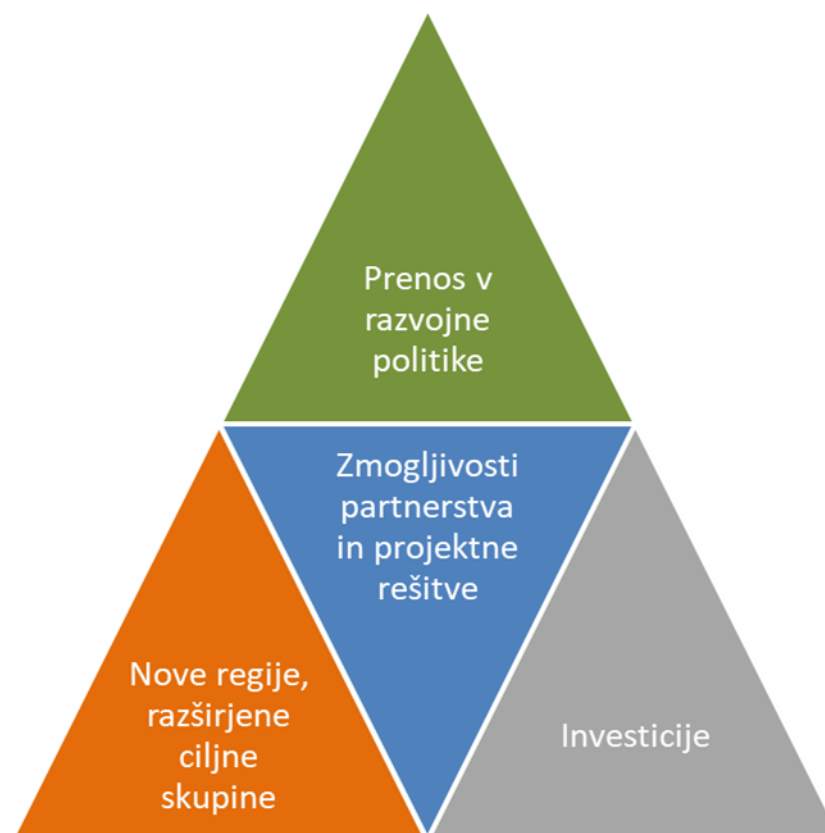 Prenos v
razvojne
politike
Zmogljivosti
partnerstva
in projektne
rešitve
Nove regije,
razširjene
ciljne
skupine
Investicije